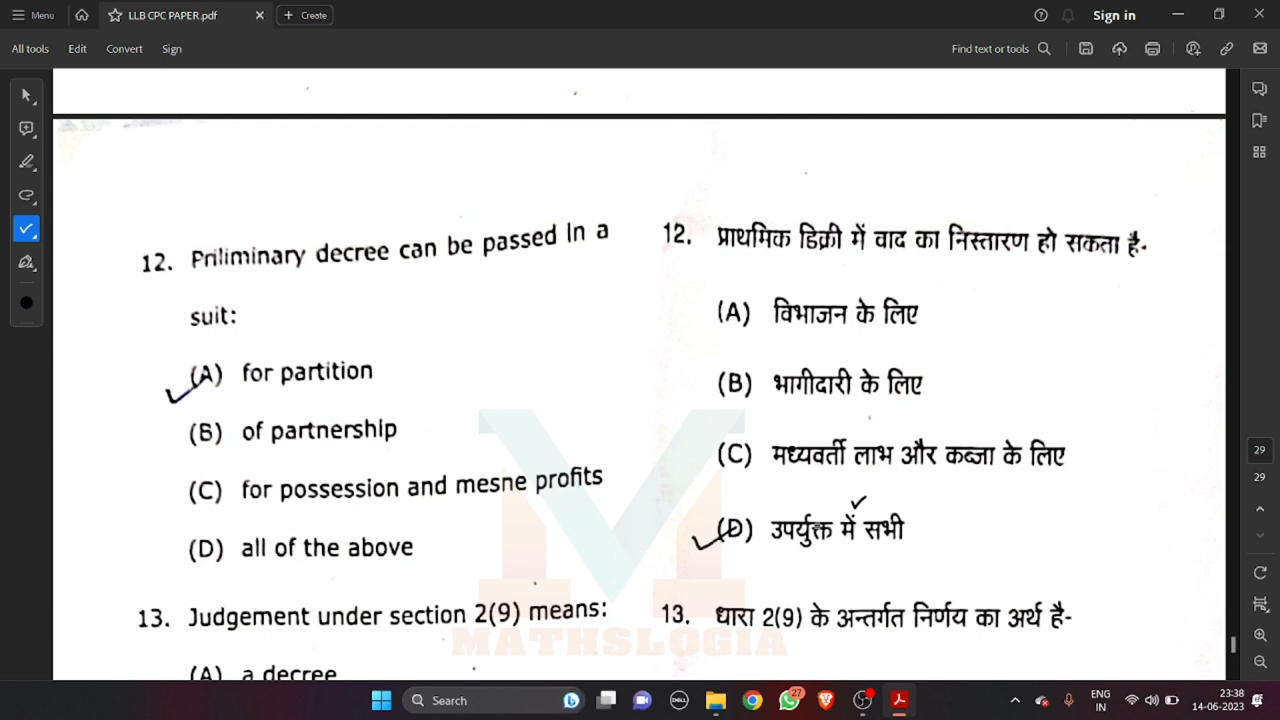 Menu
LLB CPC PAPER.pdf
Create
Sign in
All tools
Edit
Convert
Sign
Find text or tools
12. Priliminary decree can be passed in a
suit:
(A) for partition
(B) of partnership
(C) for possession and mesne profits
(D) all of the above
13. Judgement under section 2(9) means:
(A) a decree
12. प्राथमिक डिक्री में वाद का निस्तारण हो सकता है-
(A) विभाजन के लिए
(B) भागीदारी के लिए
(C) मध्यवर्ती लाभ और कब्जा के लिए
(D) उपर्युक्त में सभी
13. धारा 2(9) के अन्तर्गत निर्णय का अर्थ है-
MATHSLOGIA
29
29
Search
DELL
27
ENG
IN
23:38
14-06-2023